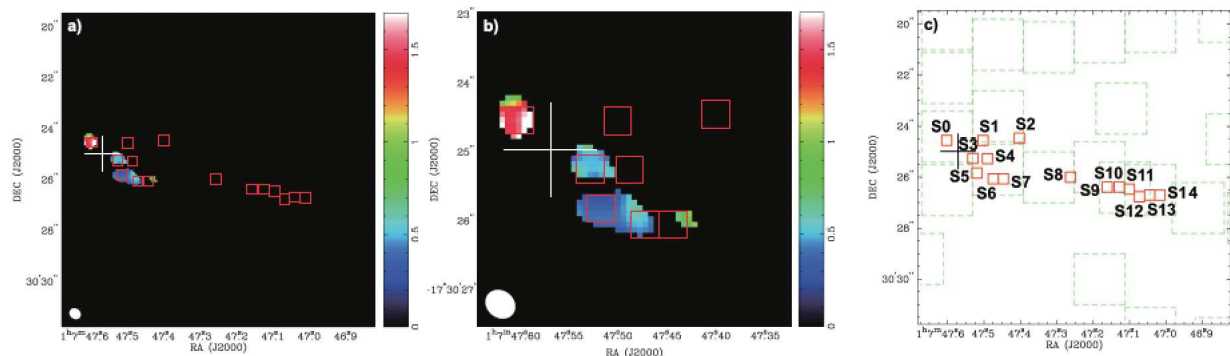 a)
20″
22″
24″
26″
28″
30′30″
DEC (J2000)
1ʰ7ᵐ 47ˢ.6
47ˢ.5
47ˢ.4
47ˢ.3
47ˢ.2
47ˢ.1
47ˢ.0
46ˢ.9
RA (J2000)
0
0.5
1
1.5
b)
23″
24″
25″
26″
-17°30′27″
DEC (J2000)
1ʰ7ᵐ47ˢ.60
47ˢ.55
47ˢ.50
47ˢ.45
47ˢ.40
47ˢ.35
RA (J2000)
0
0.5
1
1.5
c)
20″
22″
24″
26″
28″
30′30″
DEC (J2000)
S0
S1
S2
S3
S4
S5
S6
S7
S8
S9
S10
S11
S12
S13
S14
1ʰ7ᵐ 47ˢ.6
47ˢ.5
47ˢ.4
47ˢ.3
47ˢ.2
47ˢ.1
47ˢ.0
46ˢ.9
RA (J2000)